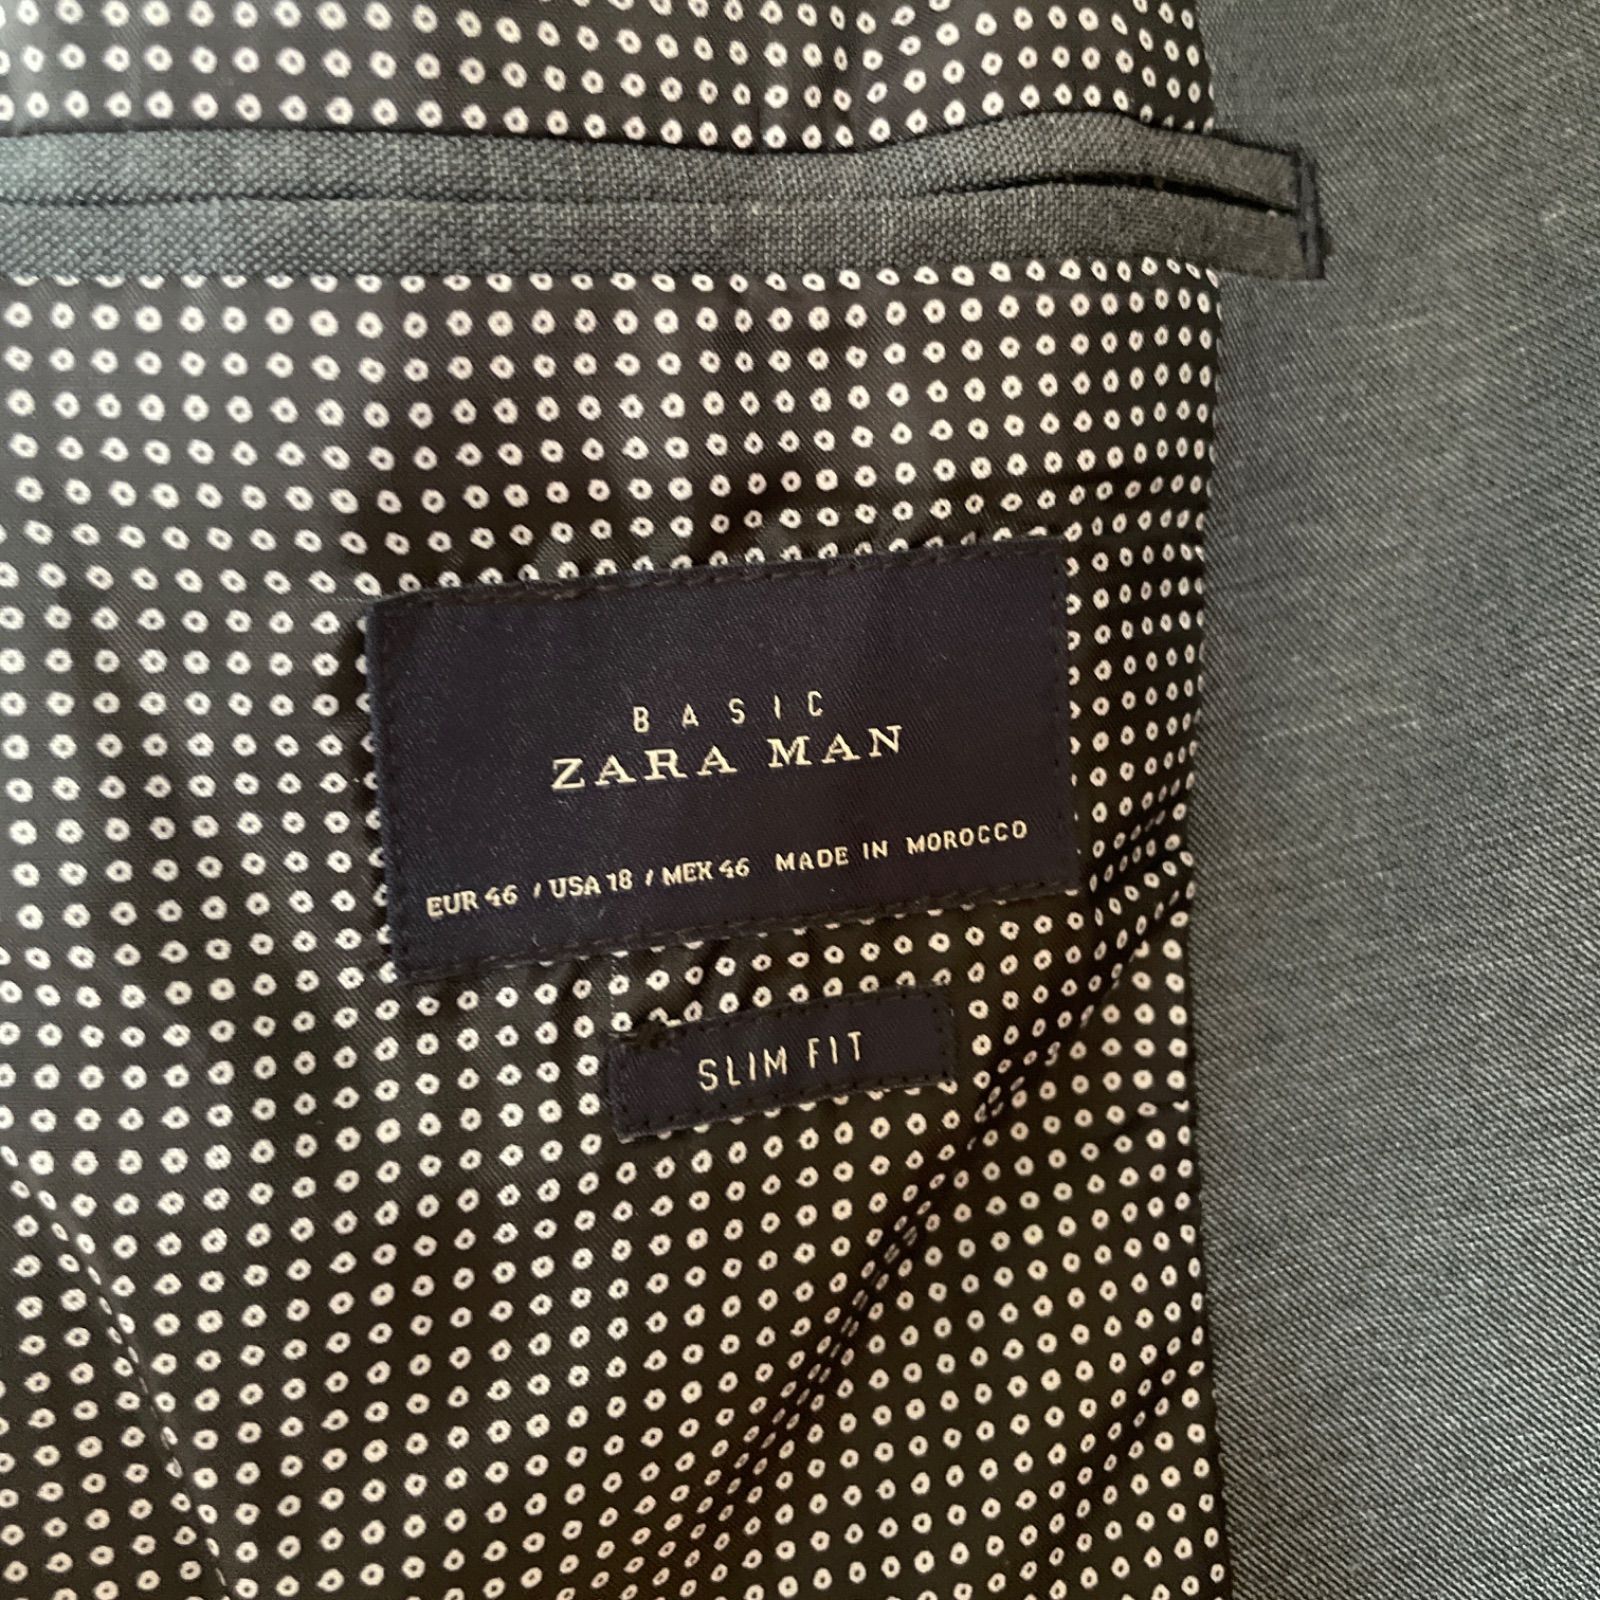 BASIC
ZARA MAN
EUR 46 / USA 18 / MEX 46 MADE IN MOROCCO
SLIM FIT